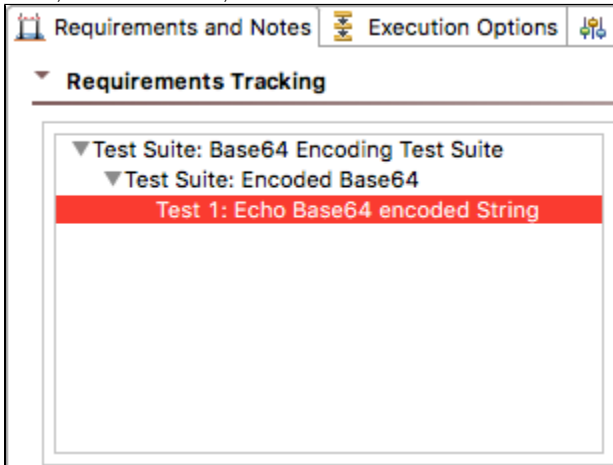 Requirements and Notes Execution Options
Requirements Tracking
Test Suite: Base64 Encoding Test Suite
Test Suite: Encoded Base64
Test 1: Echo Base64 encoded String